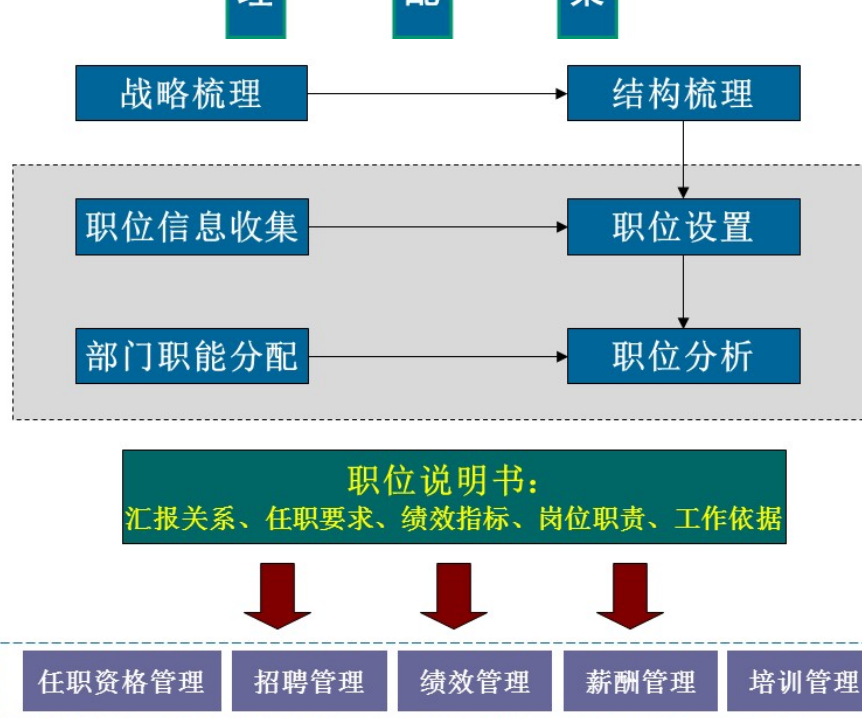 配
战略梳理
结构梳理
职位信息收集
职位设置
部门职能分配
职位分析
职位说明书：
汇报关系、任职要求、绩效指标、岗位职责、工作依据
任职资格管理
招聘管理
绩效管理
薪酬管理
培训管理